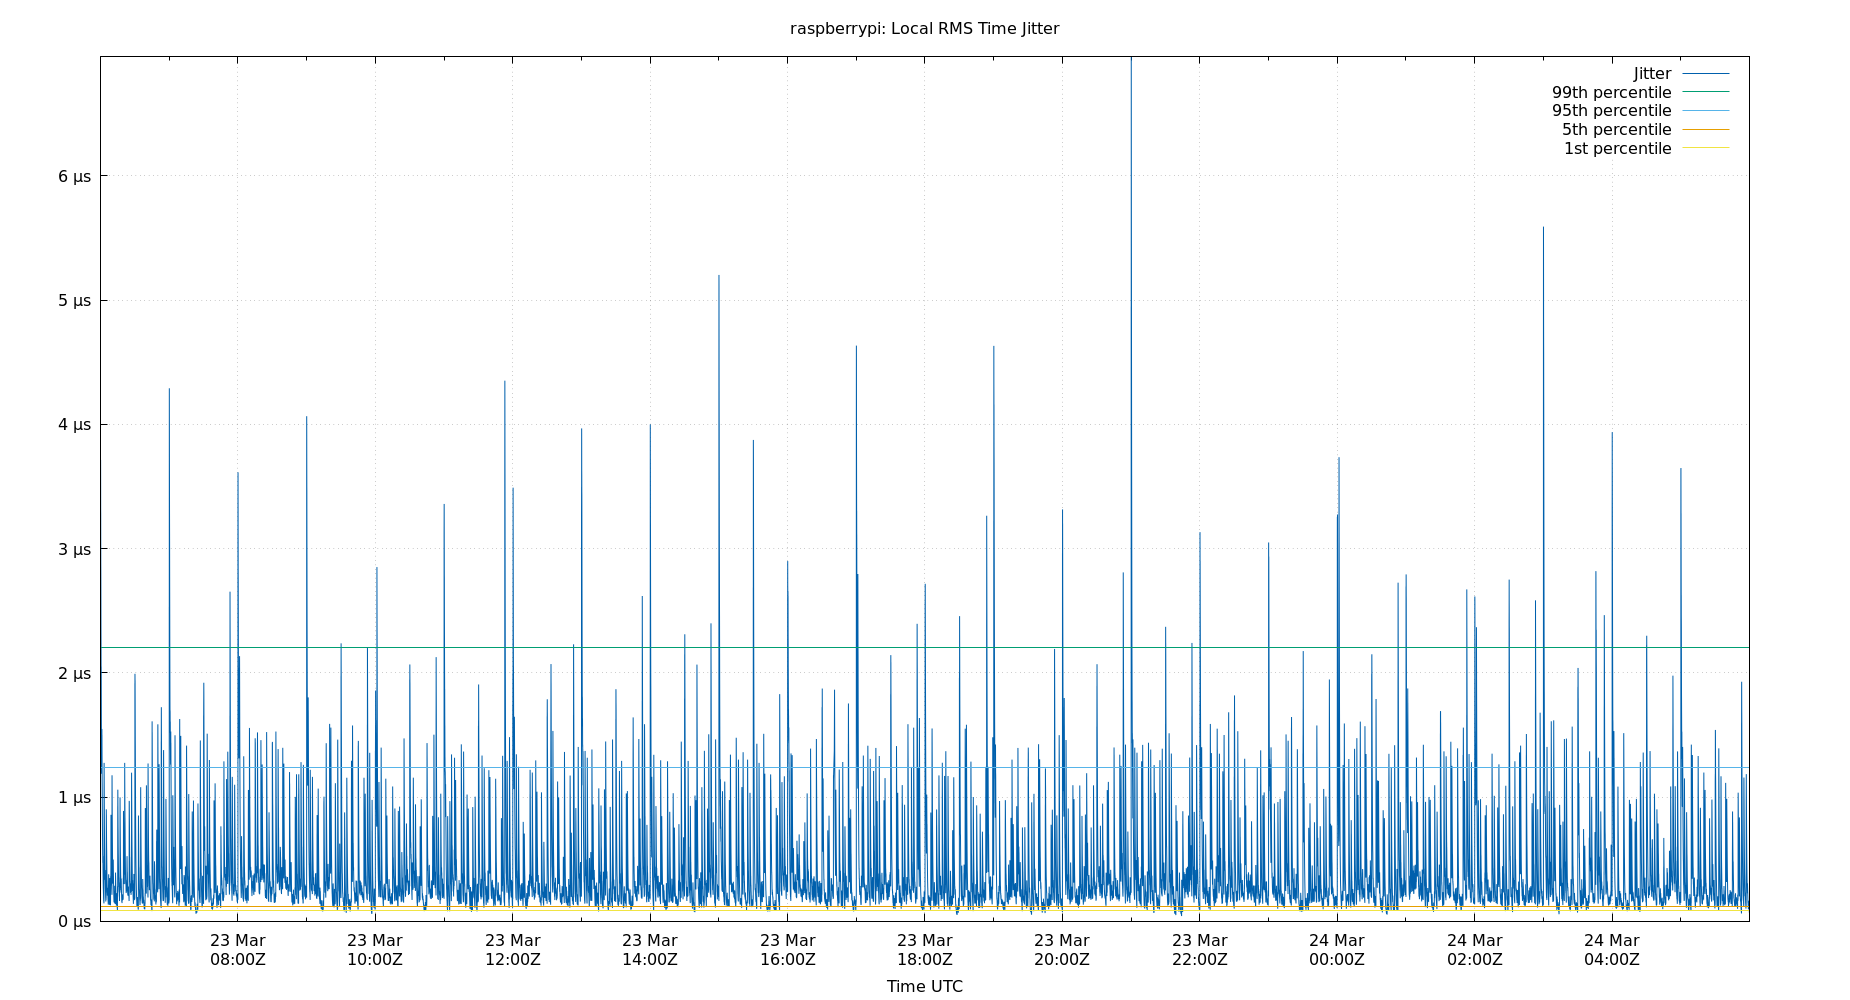 raspberrypi: Local RMS Time Jitter
Jitter
99th percentile
95th percentile
5th percentile
1st percentile
6 µs
5 µs
4 µs
3 µs
2 µs
1 µs
0 µs
23 Mar 23 Mar 23 Mar 23 Mar 23 Mar 23 Mar 23 Mar 23 Mar 24 Mar 24 Mar 24 Mar
08:00Z 10:00Z 12:00Z 14:00Z 16:00Z 18:00Z 20:00Z 22:00Z 00:00Z 02:00Z 04:00Z
Time UTC